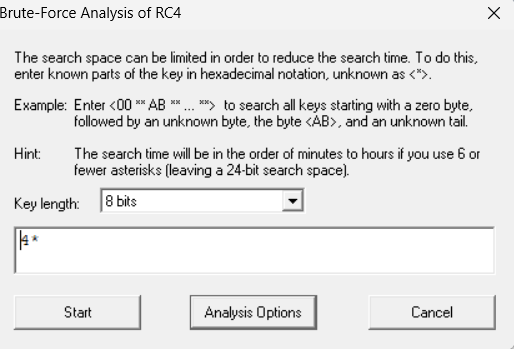 Brute-Force Analysis of RC4
The search space can be limited in order to reduce the search time. To do this,
enter known parts of the key in hexadecimal notation, unknown as <*>.
Example: Enter <00 ** AB ** ... **> to search all keys starting with a zero byte,
followed by an unknown byte, the byte <AB>, and an unknown tail.
Hint: The search time will be in the order of minutes to hours if you use 6 or
fewer asterisks (leaving a 24-bit search space).
Key length: 8 bits
4*
Start Analysis Options Cancel